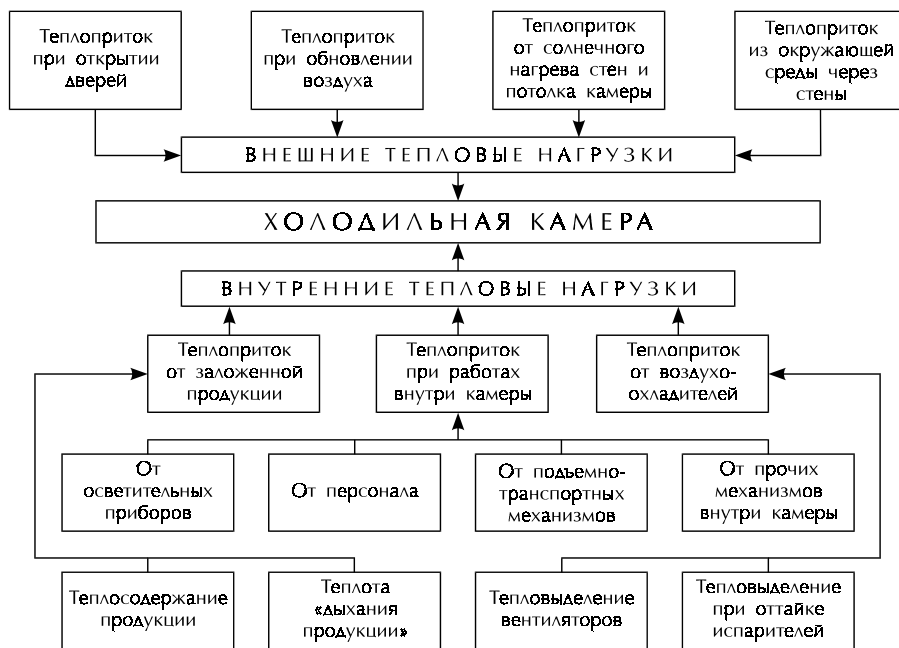 Теплоприток
при открытии
дверей
Теплоприток
при обновлении
воздуха
Теплоприток
от солнечного
нагрева стен и
потолка камеры
Теплоприток
из окружающей
среды через
стены
ВНЕШНИЕ ТЕПЛОВЫЕ НАГРУЗКИ
ХОЛОДИЛЬНАЯ КАМЕРА
ВНУТРЕННИЕ ТЕПЛОВЫЕ НАГРУЗКИ
Теплоприток
от заложенной
продукции
Теплоприток
при работах
внутри камеры
Теплоприток
от воздухо-
охладителей
От
осветительных
приборов
От персонала
От подъемно-
транспортных
механизмов
От прочих
механизмов
внутри камеры
Теплосодержание
продукции
Теплота
«дыхания
продукции»
Тепловыделение
вентиляторов
Тепловыделение
при оттайке
испарителей